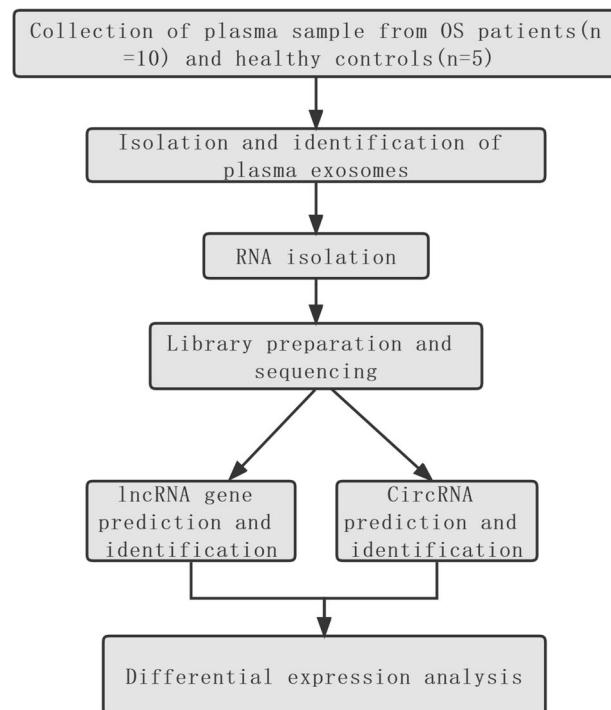 Collection of plasma sample from OS patients(n
=10) and healthy controls(n=5)
Isolation and identification of
plasma exosomes
RNA isolation
Library preparation and
sequencing
lncRNA gene
prediction and
identification
CircRNA
prediction and
identification
Differential expression analysis